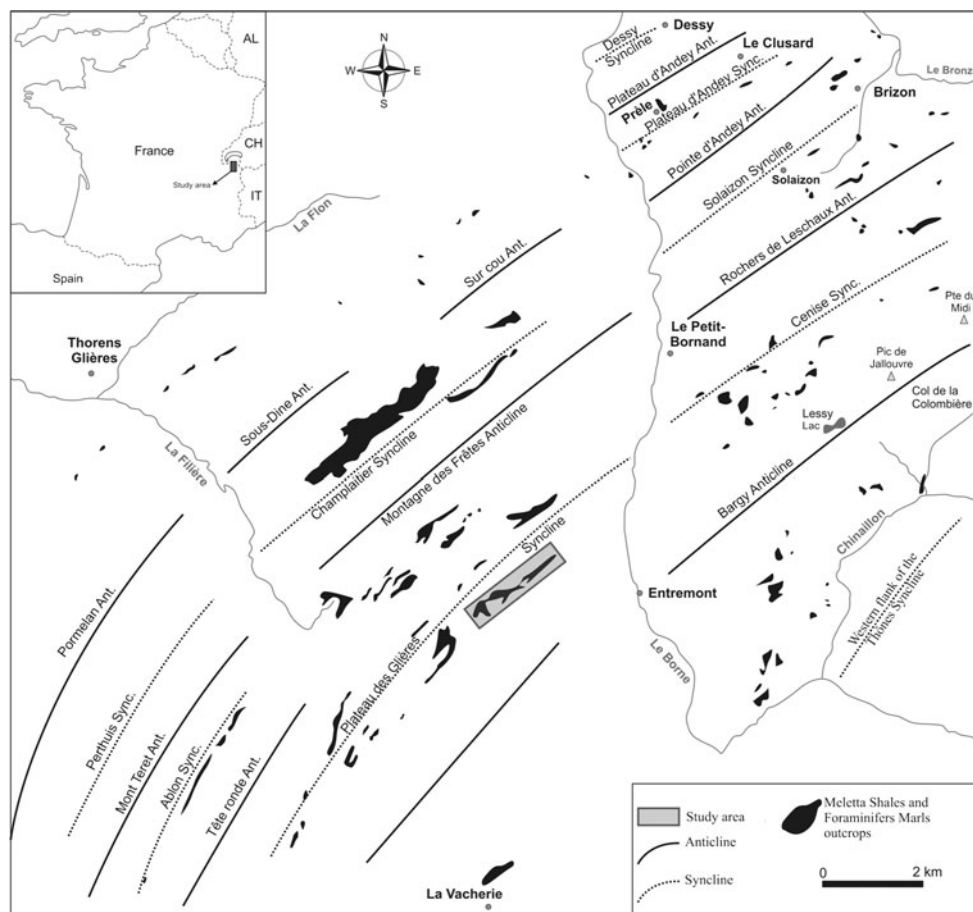 AL
France
CH
Study area
IT
Spain
N
W E
S
La Flon
Dessy
Dessy
Syncline
Le Clusard
Plateau d'Andey Ant.
Le Bronze
Plateau d'Andey Sync.
Prèle
Brizon
Pointe d'Andey Ant.
Solaizon Syncline
Solaizon
Rochers de Leschaux Ant.
Sur cou Ant.
Cenise Sync.
Pte du
Midi
Thorens
Glières
Le Petit-
Bornand
Pic de
Jallouvre
Col de la
Colombière
Sous-Dine Ant.
Lessy
Lac
La Filière
Champlaitier Syncline
Montagne des Frêtes Anticline
Bargy Anticline
Syncline
Chinaillon
Pormelan Ant.
Entremont
Western flank of the
Thônes Syncline
Le Borne
Plateau des Glières
Perthuis Sync.
Mont Teret Ant.
Ablon Sync.
Tête ronde Ant.
La Vacherie
Study area
Anticline
Syncline
Meletta Shales and
Foraminifers Marls
outcrops
0 2 km